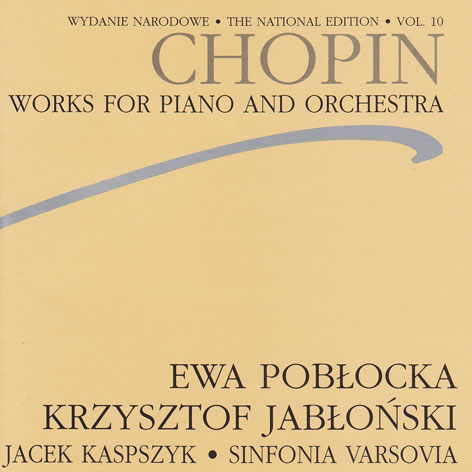 WYDANIE NARODOWE • THE NATIONAL EDITION • VOL. 10
CHOPIN
WORKS FOR PIANO AND ORCHESTRA
EWA POBŁOCKA
KRZYSZTOF JABŁOŃSKI
JACEK KASPSZYK • SINFONIA VARSOVIA